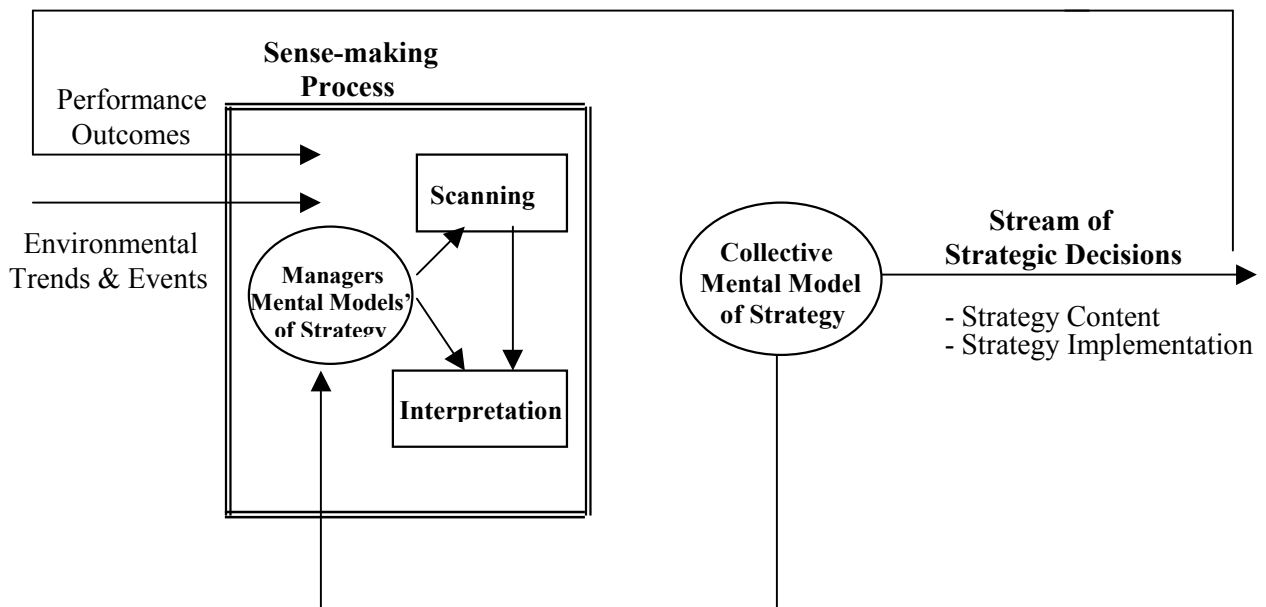 Sense-making
Process
Performance
Outcomes
Environmental
Trends & Events
Scanning
Managers
Mental Models’
of Strategy
Interpretation
Collective
Mental Model
of Strategy
Stream of
Strategic Decisions
- Strategy Content
- Strategy Implementation